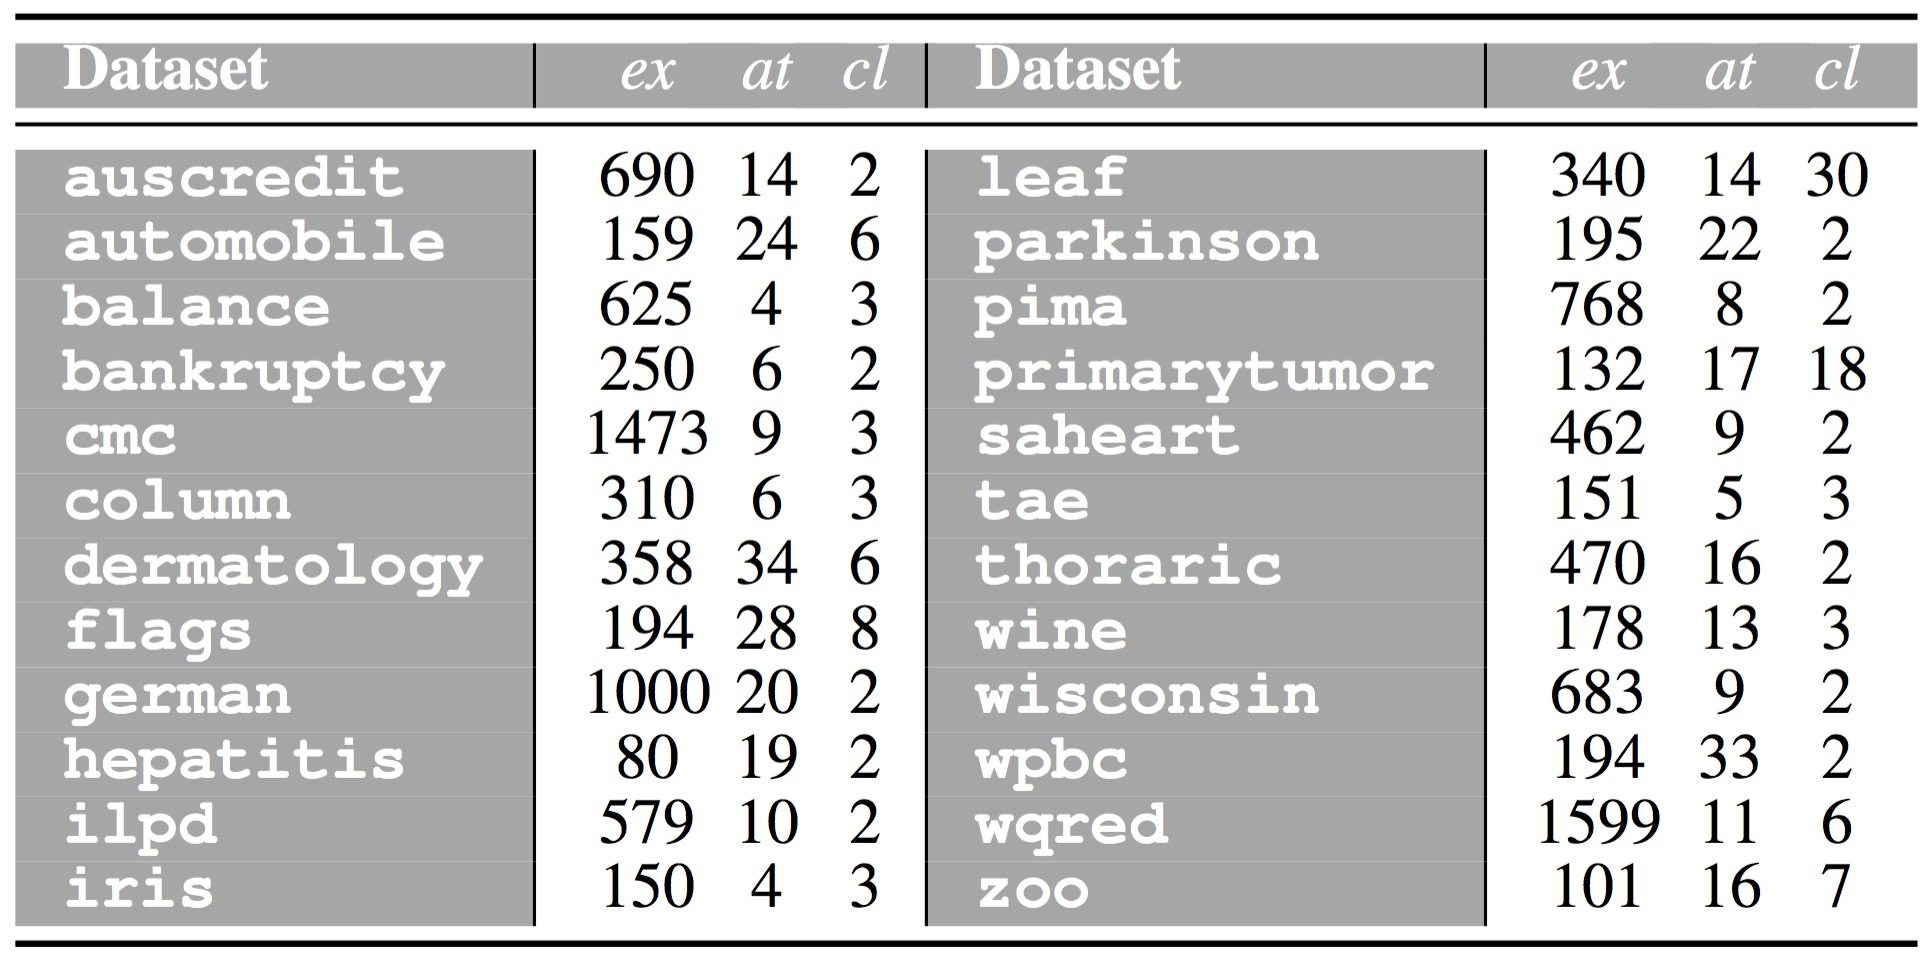 Dataset ex at cl Dataset ex at cl
auscredit 690 14 2 leaf 340 14 30
automobile 159 24 6 parkinson 195 22 2
balance 625 4 3 pima 768 8 2
bankruptcy 250 6 2 primarytumor 132 17 18
cmc 1473 9 3 saheart 462 9 2
column 310 6 3 tae 151 5 3
dermatology 358 34 6 thoraric 470 16 2
flags 194 28 8 wine 178 13 3
german 1000 20 2 wisconsin 683 9 2
hepatitis 80 19 2 wpbc 194 33 2
ilpd 579 10 2 wqred 1599 11 6
iris 150 4 3 zoo 101 16 7